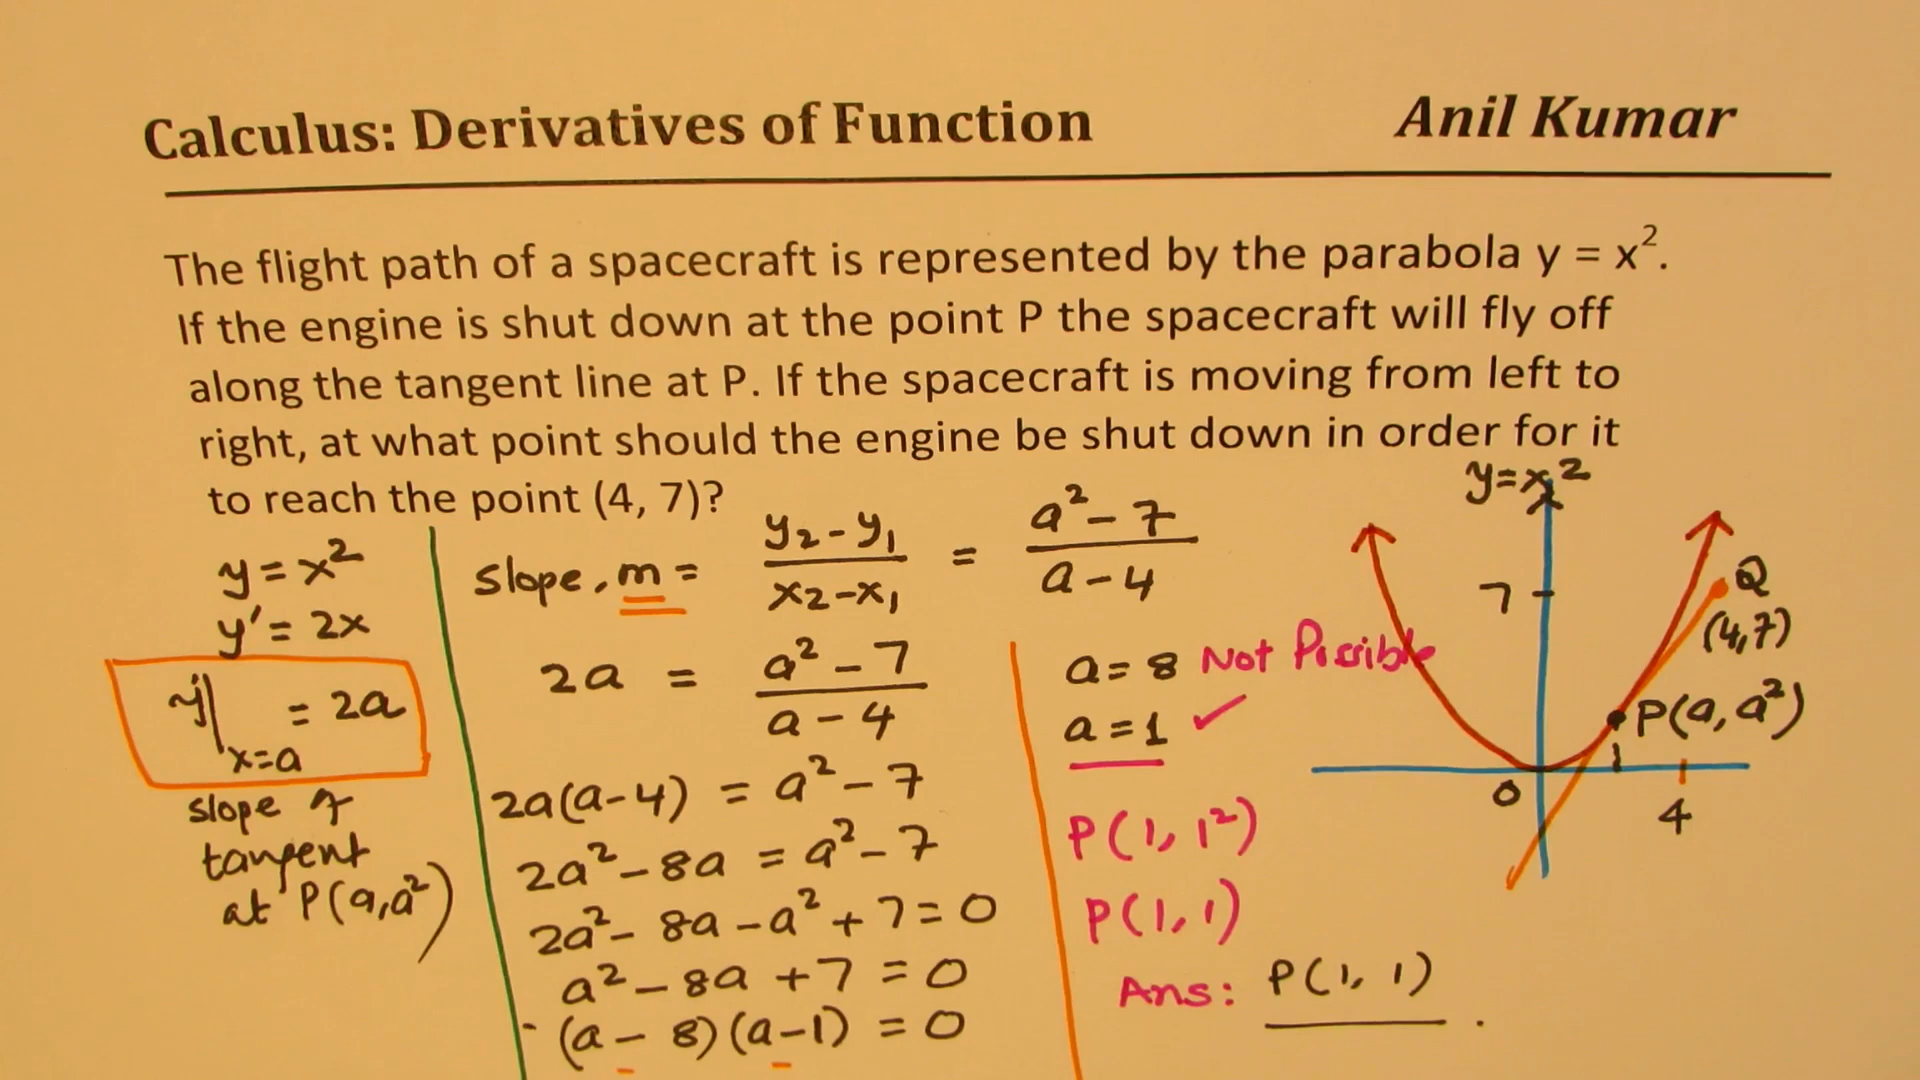 Calculus: Derivatives of Function
Anil Kumar
The flight path of a spacecraft is represented by the parabola y = x².
If the engine is shut down at the point P the spacecraft will fly off
along the tangent line at P. If the spacecraft is moving from left to
right, at what point should the engine be shut down in order for it
to reach the point (4, 7)?
y = x²
y' = 2x
y'|x=a = 2a
slope of
tangent
at P(a, a²)
slope, m = (y₂ - y₁)/(x₂ - x₁) = (a² - 7)/(a - 4)
2a = (a² - 7)/(a - 4)
2a(a-4) = a² - 7
2a² - 8a = a² - 7
2a² - 8a - a² + 7 = 0
a² - 8a + 7 = 0
(a - 8)(a - 1) = 0
a = 8 Not Possible
a = 1 ✓
P(1, 1²)
P(1, 1)
Ans: P(1, 1).
y = x²
7
Q
(4,7)
P(a, a²)
1
0
4